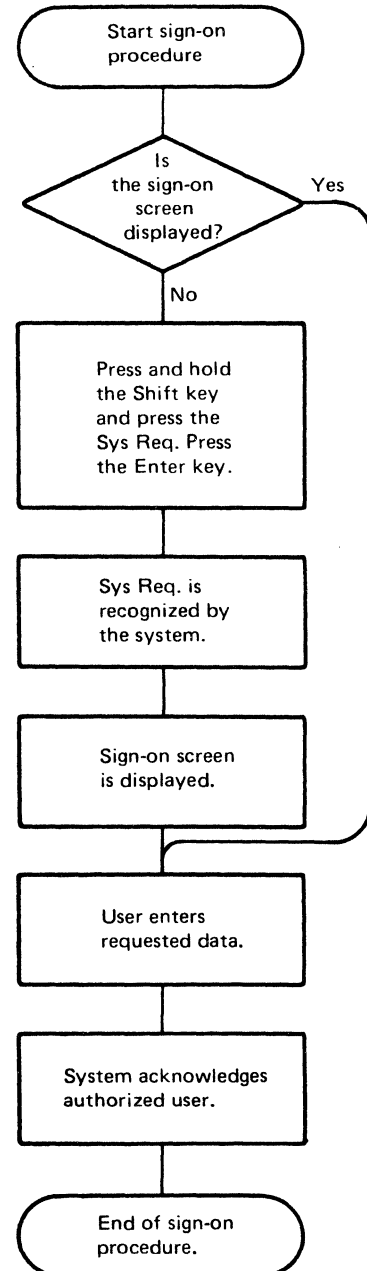 Start sign-on
procedure
Is
the sign-on
screen
displayed?
Yes
No
Press and hold
the Shift key
and press the
Sys Req. Press
the Enter key.
Sys Req. is
recognized by
the system.
Sign-on screen
is displayed.
User enters
requested data.
System acknowledges
authorized user.
End of sign-on
procedure.